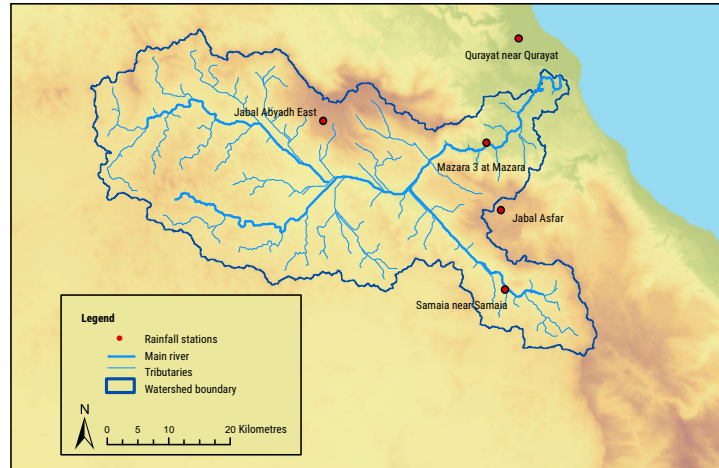 Qurayat near Qurayat
Jabal Abyadh East
Mazara 3 at Mazara
Jabal Asfar
Samaia near Samaia
Legend
Rainfall stations
Main river
Tributaries
Watershed boundary
N
0 5 10 20 Kilometres